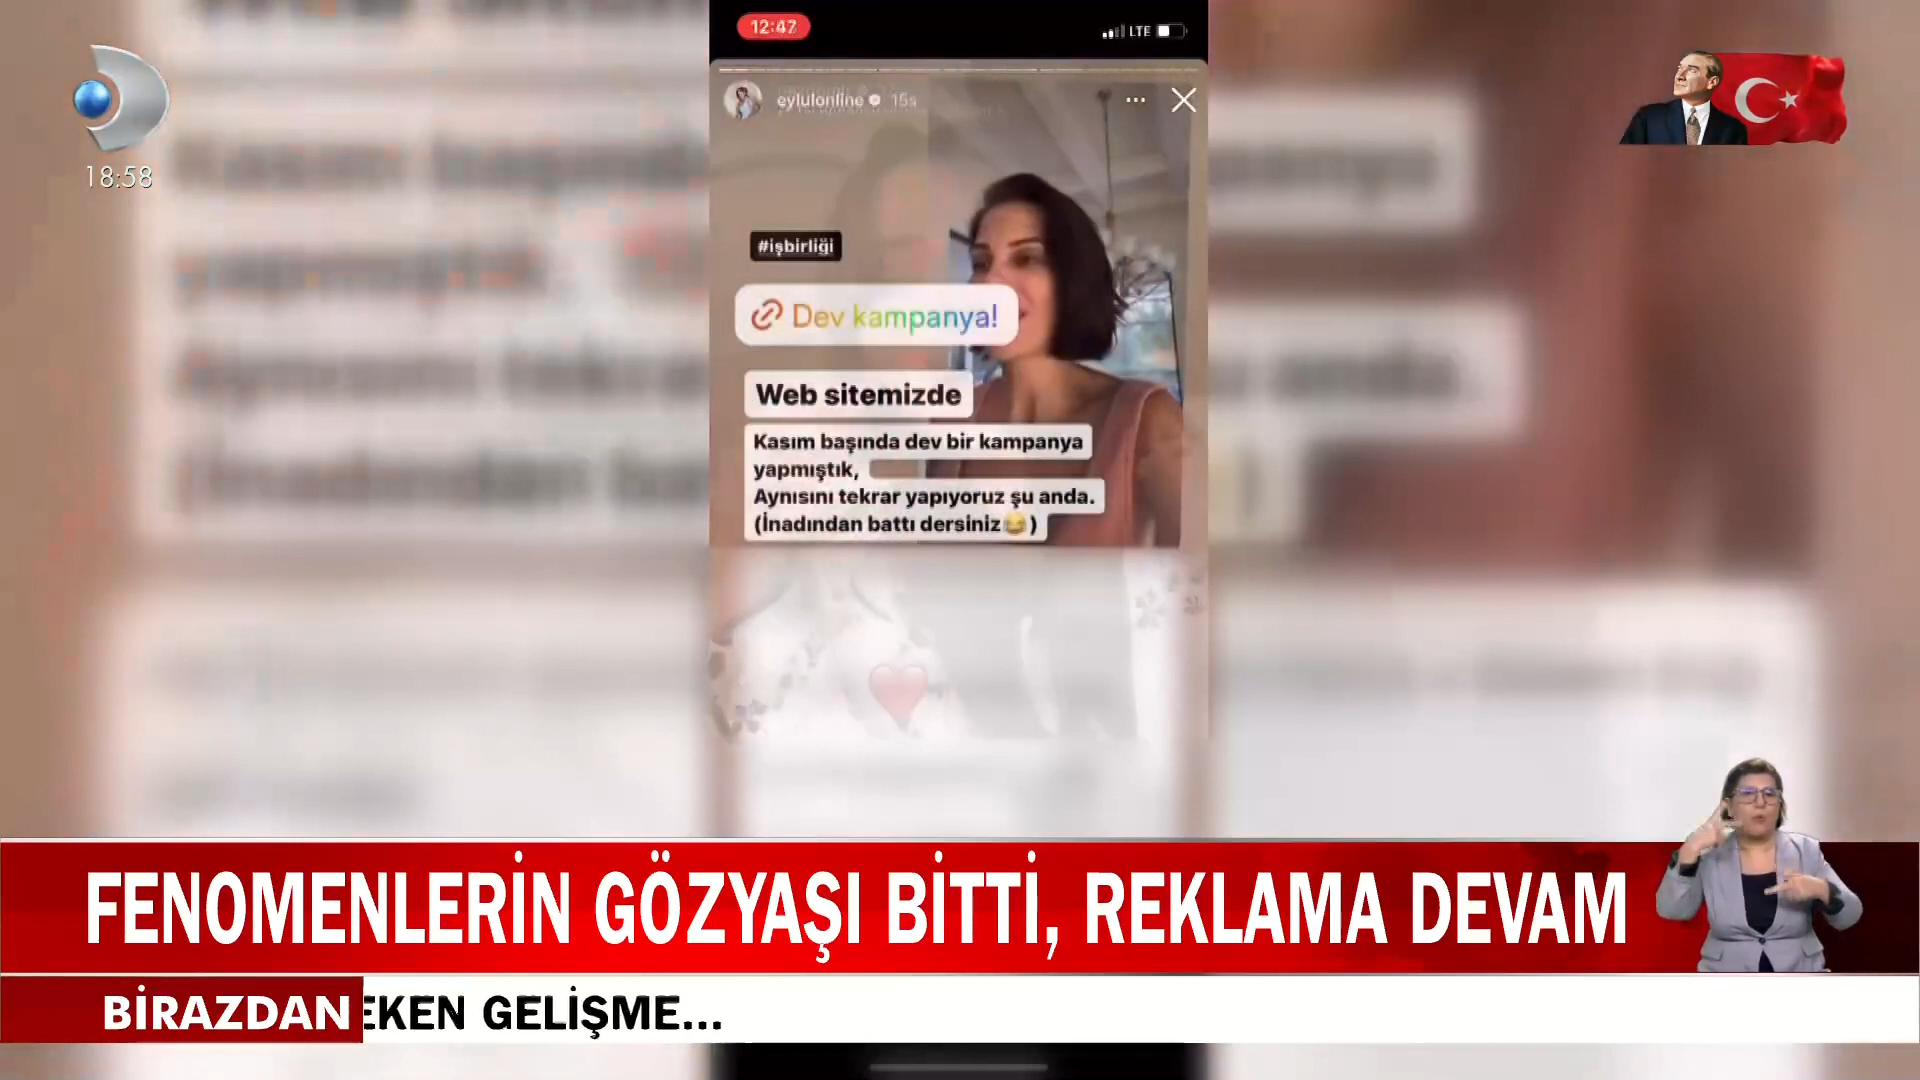 12:47
LTE
eylulonline 15s
18:58
#işbirliği
Dev kampanya!
Web sitemizde
Kasım başında dev bir kampanya
yapmıştık,
Aynısını tekrar yapıyoruz şu anda.
(İnadından battı dersiniz😂)
FENOMENLERİN GÖZYAŞI BİTTİ, REKLAMA DEVAM
BİRAZDAN
EKEN GELİŞME...